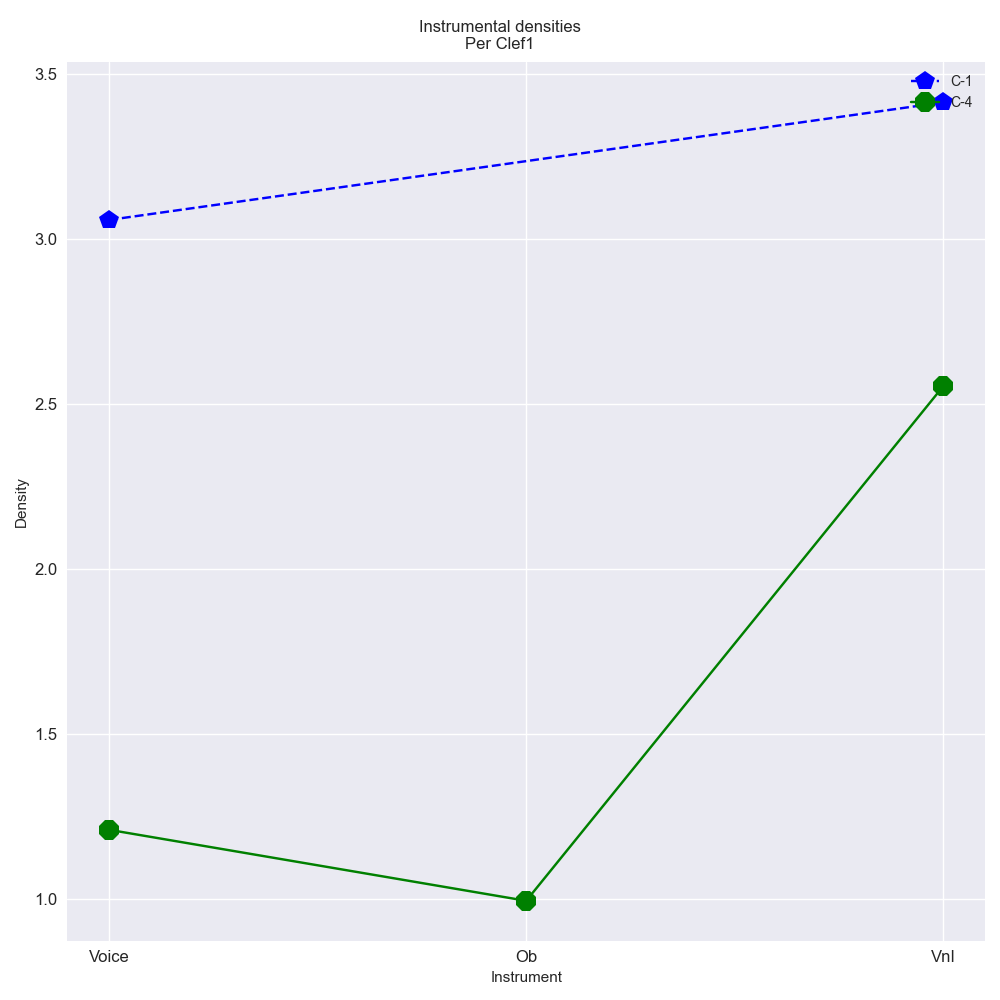 Instrumental densities
Per Clef1
3.5
C-1
C-4
3.0
2.5
Density
2.0
1.5
1.0
Voice
Ob
Vnl
Instrument